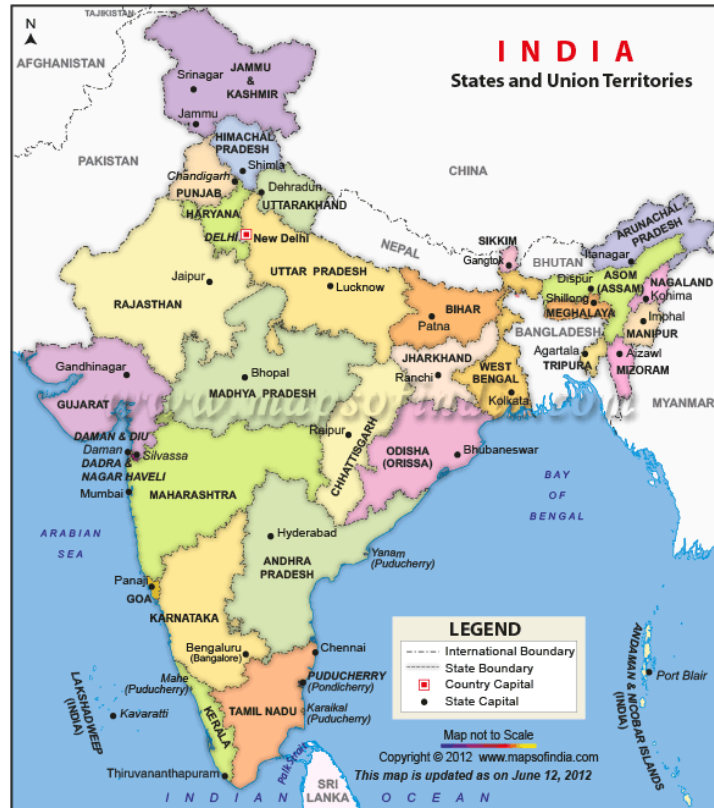 N
TAJIKISTAN
AFGHANISTAN
INDIA
States and Union Territories
JAMMU
&
KASHMIR
Srinagar
Jammu
HIMACHAL
PRADESH
Shimla
PAKISTAN
CHINA
Chandigarh
PUNJAB
Dehradun
UTTARAKHAND
HARYANA
DELHI
New Delhi
NEPAL
SIKKIM
Gangtok
BHUTAN
ARUNACHAL
PRADESH
Itanagar
Jaipur
RAJASTHAN
UTTAR PRADESH
Lucknow
BIHAR
Patna
Dispur
ASOM
(ASSAM)
NAGALAND
Kohima
Shillong
MEGHALAYA
Imphal
MANIPUR
BANGLADESH
Agartala
TRIPURA
Aizawl
MIZORAM
MYANMAR
Gandhinagar
GUJARAT
Bhopal
MADHYA PRADESH
JHARKHAND
Ranchi
WEST
BENGAL
Kolkata
www.mapsofindia.com
DAMAN & DIU
Daman
Silvassa
DADRA &
NAGAR HAVELI
Mumbai
MAHARASHTRA
Raipur
CHHATTISGARH
ODISHA
(ORISSA)
Bhubaneswar
ARABIAN
SEA
BAY
OF
BENGAL
Hyderabad
ANDHRA
PRADESH
Yanam
(Puducherry)
Panaji
GOA
KARNATAKA
Bengaluru
(Bangalore)
Chennai
Mahe
(Puducherry)
PUDUCHERRY
(Pondicherry)
Karaikal
(Puducherry)
TAMIL NADU
KERALA
LAKSHADWEEP
(INDIA)
Kavaratti
Thiruvananthapuram
Palk Strait
SRI
LANKA
INDIAN OCEAN
ANDAMAN & NICOBAR ISLANDS
(INDIA)
Port Blair
LEGEND
International Boundary
State Boundary
Country Capital
State Capital
Map not to Scale
Copyright © 2012 www.mapsofindia.com
This map is updated as on June 12, 2012